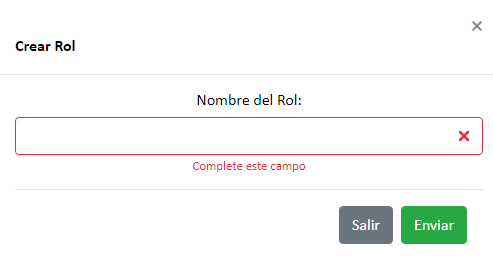 ×
Crear Rol
Nombre del Rol:
Complete este campo
Salir
Enviar